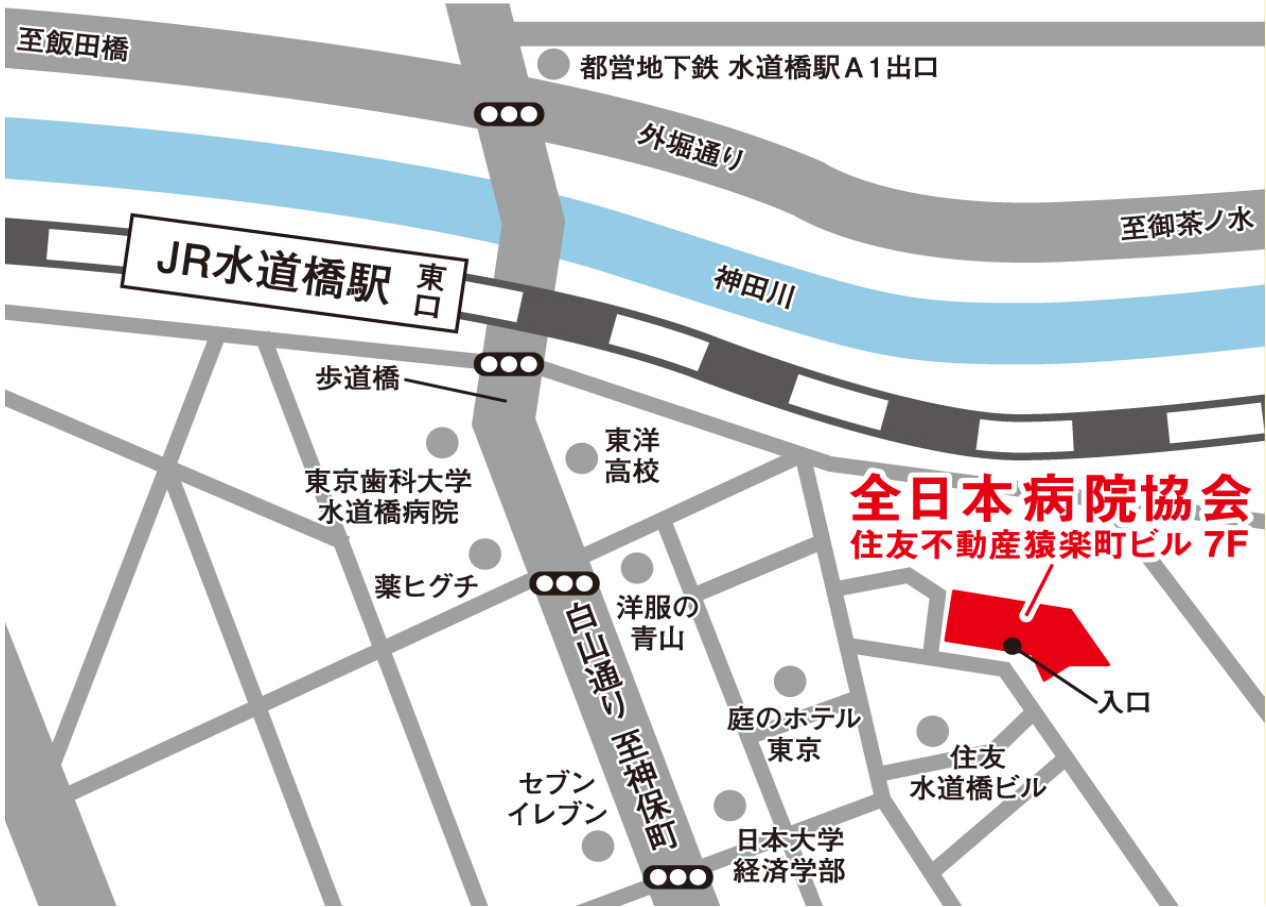 至飯田橋
都営地下鉄 水道橋駅A1出口
外堀通り
至御茶ノ水
JR水道橋駅
東口
神田川
歩道橋
東洋
高校
東京歯科大学
水道橋病院
全日本病院協会
住友不動産猿楽町ビル 7F
薬ヒグチ
洋服の
青山
白山通り 至神保町
入口
庭のホテル
東京
住友
水道橋ビル
セブン
イレブン
日本大学
経済学部